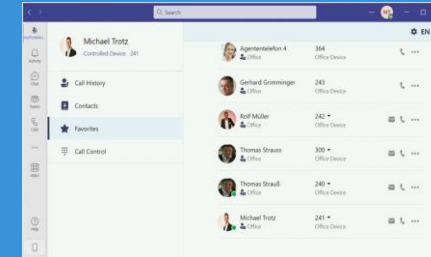 Search
MT
EN
Activity
Chat
Teams
Calls
Help
Michael Trotz
Controlled Device 241
Call History
Contacts
Favorites
Call Control
Agententelefon 4 364
Office Office Device
Gerhard Grimminger 243
Office Office Device
Rolf Müller 242
Office Office Device
Thomas Strauss 300
Office Office Device
Thomas Strauß 240
Office Office Device
Michael Trotz 241
Office Office Device